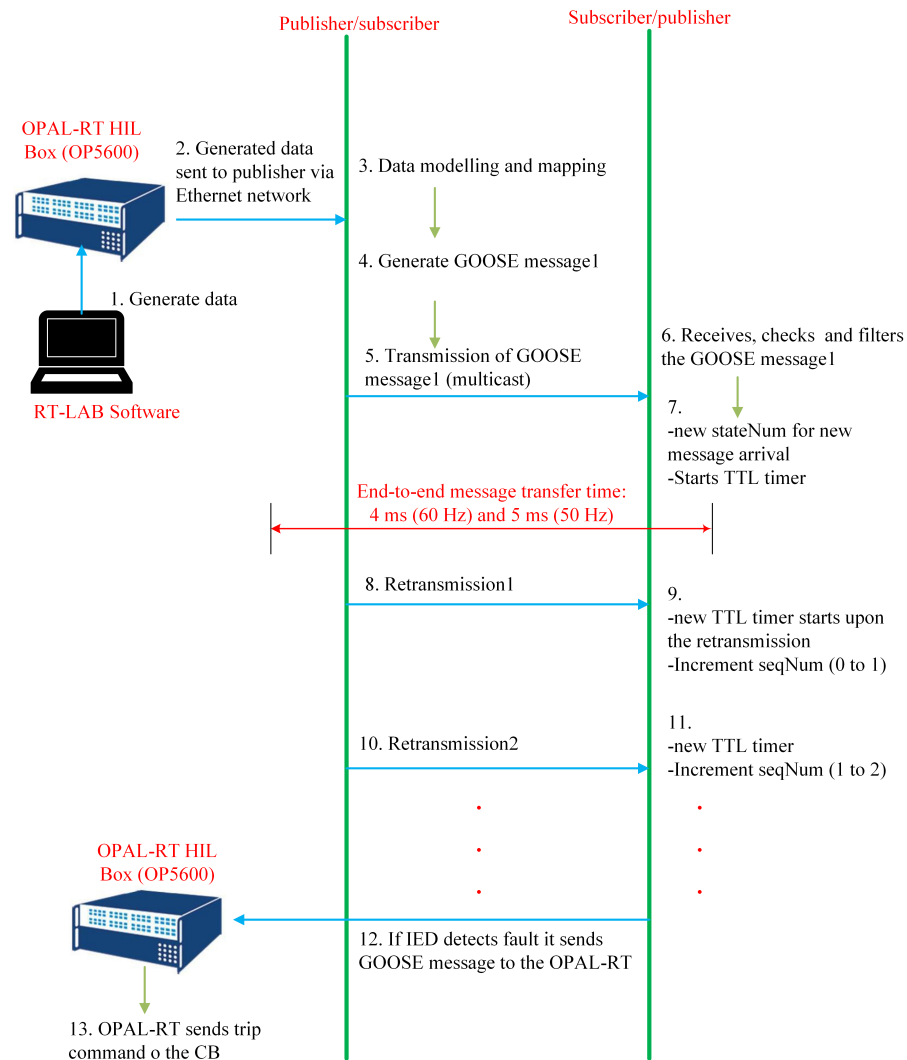 Publisher/subscriber
Subscriber/publisher
OPAL-RT HIL
Box (OP5600)
2. Generated data
sent to publisher via
Ethernet network
3. Data modelling and mapping
4. Generate GOOSE message1
1. Generate data
RT-LAB Software
5. Transmission of GOOSE
message1 (multicast)
6. Receives, checks and filters
the GOOSE message1
7.
-new stateNum for new
message arrival
-Starts TTL timer
End-to-end message transfer time:
4 ms (60 Hz) and 5 ms (50 Hz)
8. Retransmission1
9.
-new TTL timer starts upon
the retransmission
-Increment seqNum (0 to 1)
10. Retransmission2
11.
-new TTL timer
-Increment seqNum (1 to 2)
OPAL-RT HIL
Box (OP5600)
12. If IED detects fault it sends
GOOSE message to the OPAL-RT
13. OPAL-RT sends trip
command o the CB